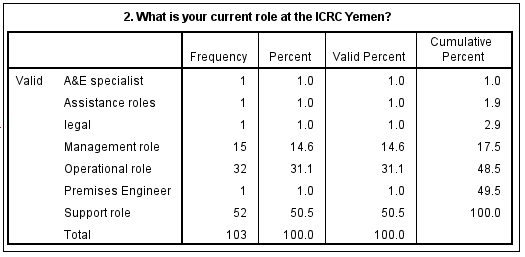 2. What is your current role at the ICRC Yemen?
Frequency Percent Valid Percent Cumulative Percent
Valid A&E specialist 1 1.0 1.0 1.0
Assistance roles 1 1.0 1.0 1.9
legal 1 1.0 1.0 2.9
Management role 15 14.6 14.6 17.5
Operational role 32 31.1 31.1 48.5
Premises Engineer 1 1.0 1.0 49.5
Support role 52 50.5 50.5 100.0
Total 103 100.0 100.0